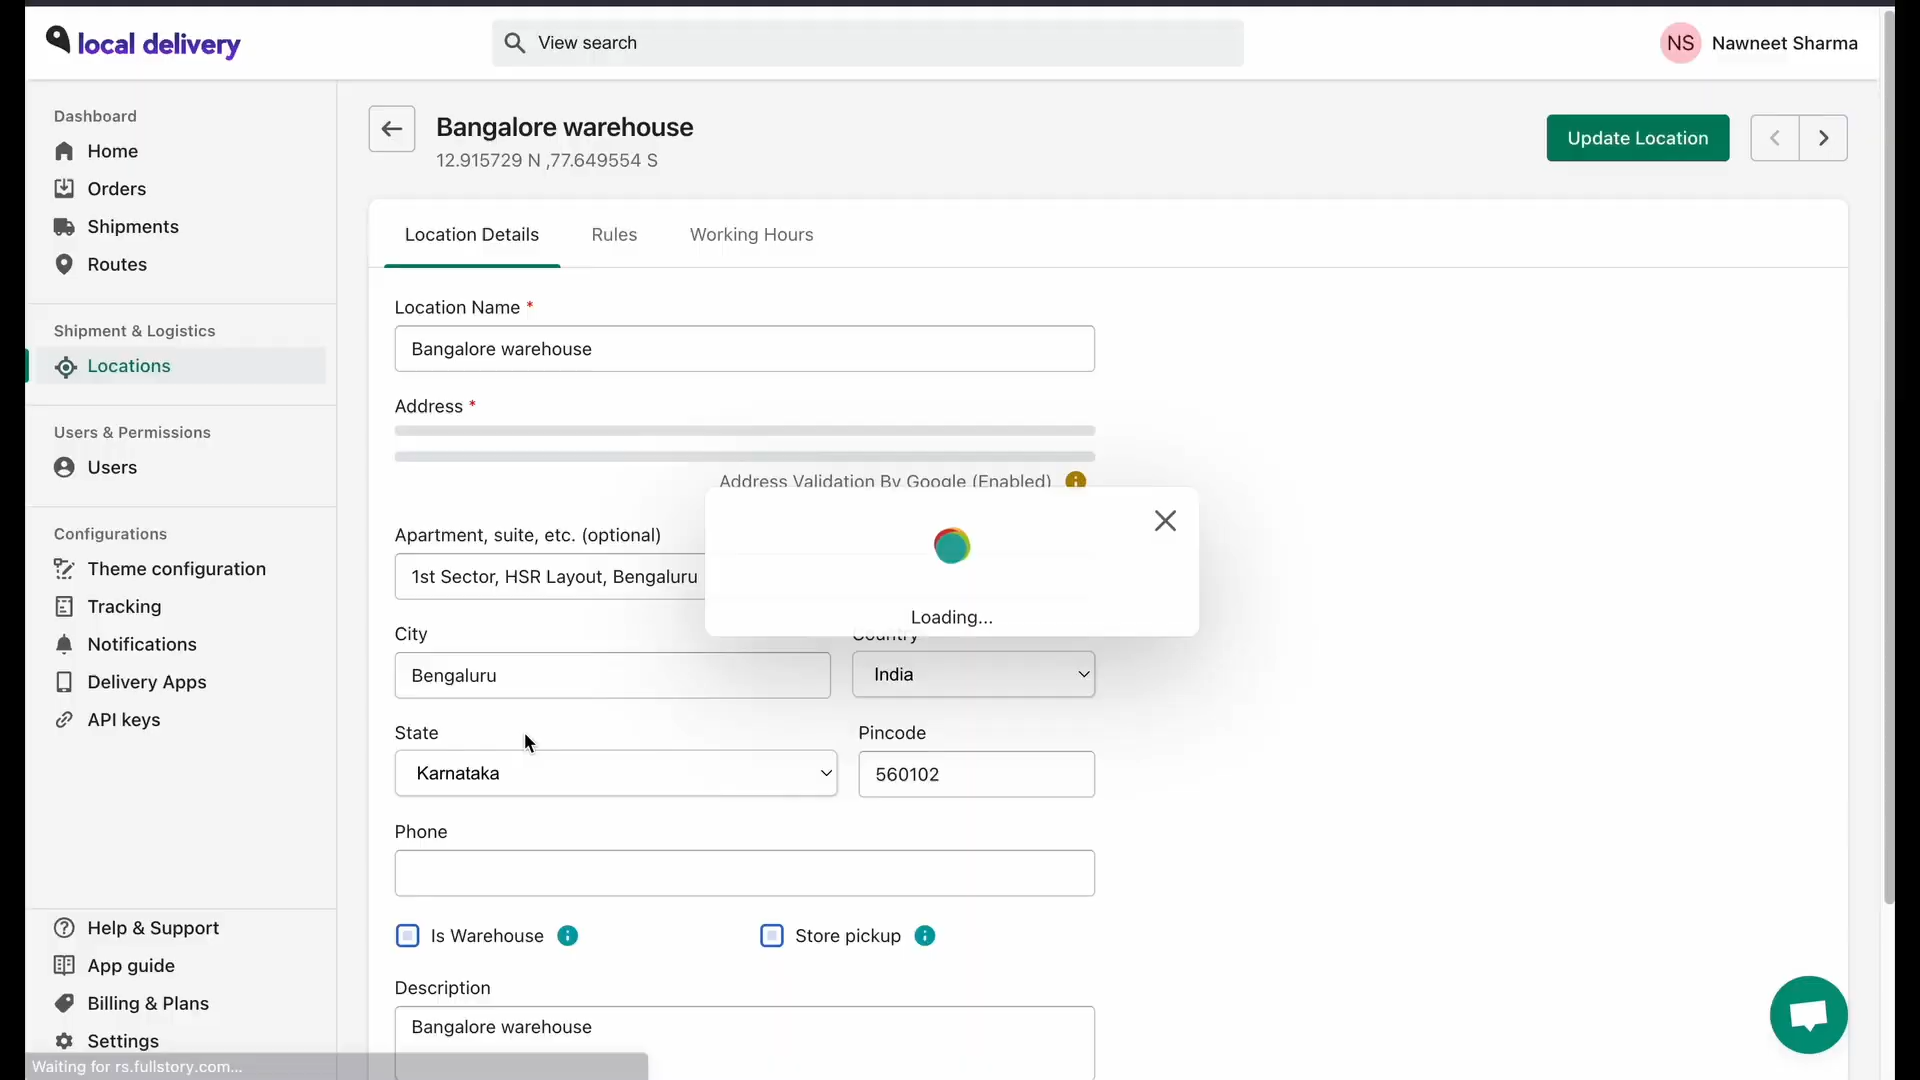 local delivery
View search
NS
Nawneet Sharma
Dashboard
Home
Orders
Shipments
Routes
Shipment & Logistics
Locations
Users & Permissions
Users
Configurations
Theme configuration
Tracking
Notifications
Delivery Apps
API keys
Help & Support
App guide
Billing & Plans
Settings
Waiting for rs.fullstory.com...
Bangalore warehouse
12.915729 N ,77.649554 S
Update Location
Location Details
Rules
Working Hours
Location Name *
Bangalore warehouse
Address *
Address Validation By Google (Enabled)
Apartment, suite, etc. (optional)
1st Sector, HSR Layout, Bengaluru
Loading...
City
Country
Bengaluru
India
State
Pincode
Karnataka
560102
Phone
Is Warehouse
Store pickup
Description
Bangalore warehouse